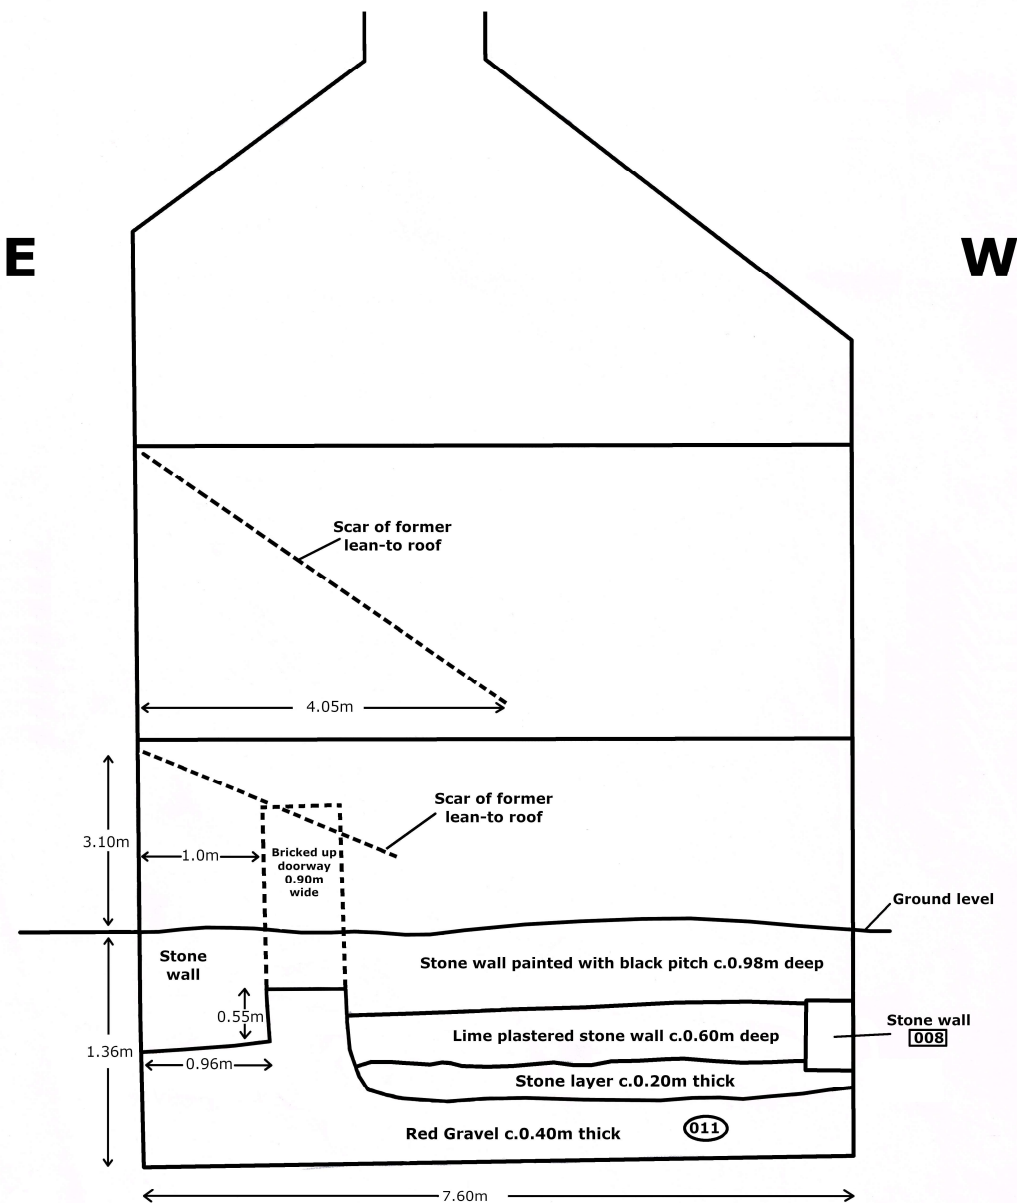 E
W
Scar of former
lean-to roof
4.05m
Scar of former
lean-to roof
3.10m
1.0m
Bricked up
doorway
0.90m
wide
Ground level
Stone
wall
Stone wall painted with black pitch c.0.98m deep
0.55m
Lime plastered stone wall c.0.60m deep
Stone wall
008
1.36m
0.96m
Stone layer c.0.20m thick
Red Gravel c.0.40m thick
011
7.60m